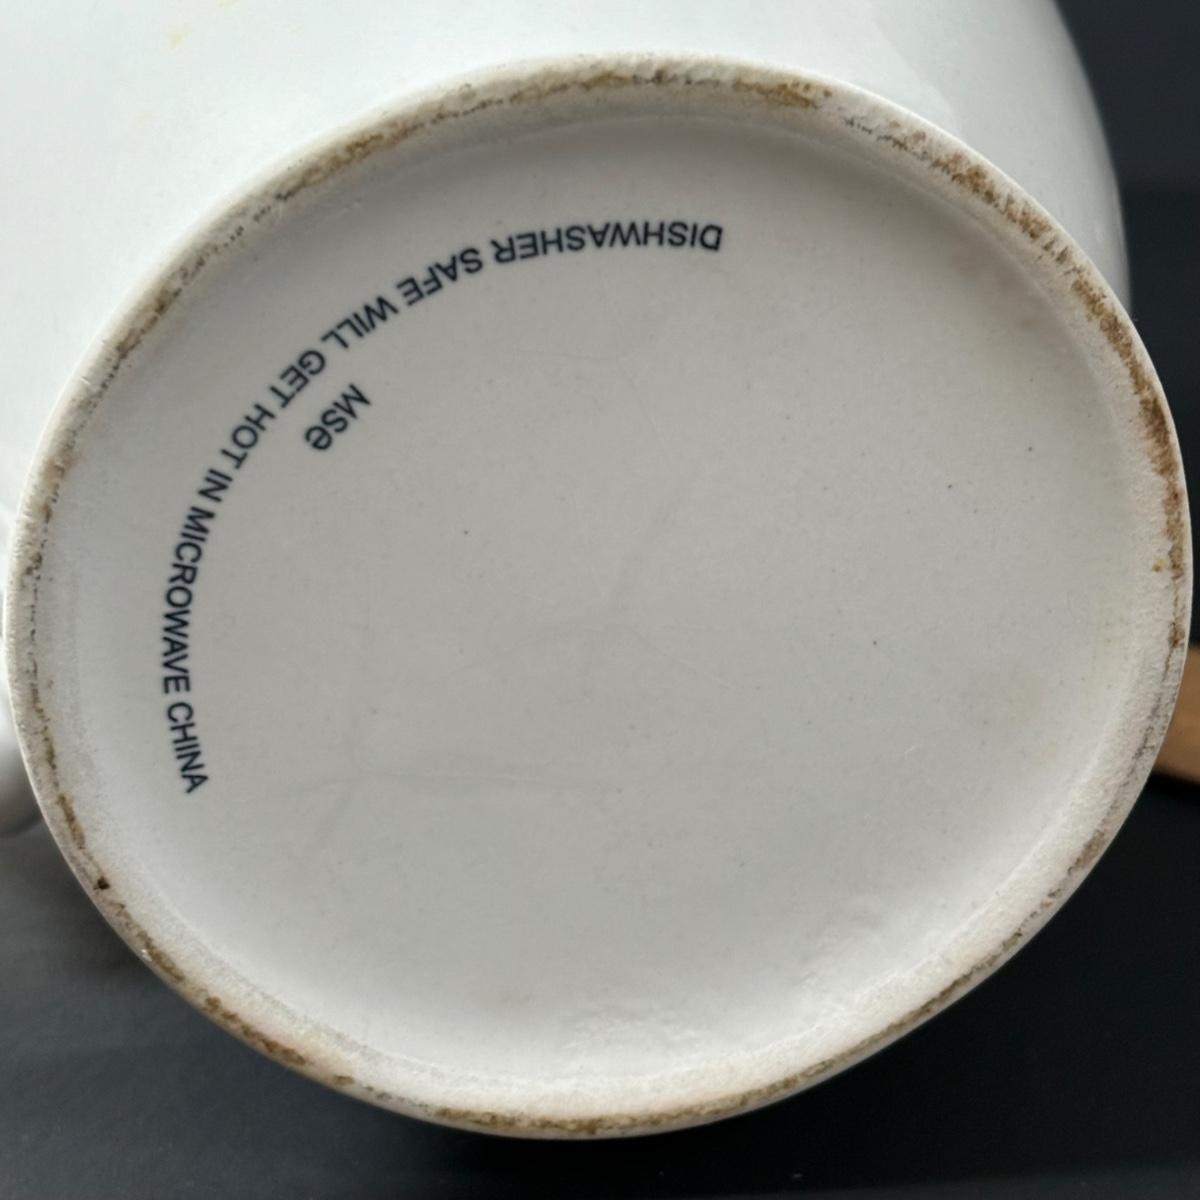 DISHWASHER SAFE WILL GET HOT IN MICROWAVE CHINA
MSe